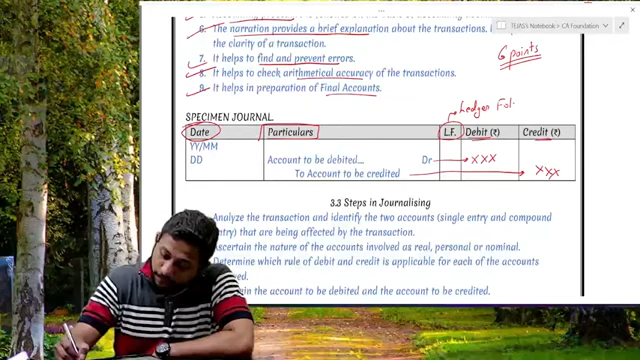 TEJAS's Notebook » CA Foundation
6. The narration provides a brief explanation about the transactions.
the clarity of a transaction.
6 points
7. It helps to find and prevent errors.
8. It helps to check arithmetical accuracy of the transactions.
9. It helps in preparation of Final Accounts.
Ledger Fol.
SPECIMEN JOURNAL
Date Particulars L.F. Debit (₹) Credit (₹)
YY/MM
DD Account to be debited... Dr XXX
To Account to be credited XXX
3.3 Steps in Journalising
Analyze the transaction and identify the two accounts (single entry and compound
entry) that are being affected by the transaction.
Ascertain the nature of the accounts involved as real, personal or nominal.
Determine which rule of debit and credit is applicable for each of the accounts
the account to be debited and the account to be credited.